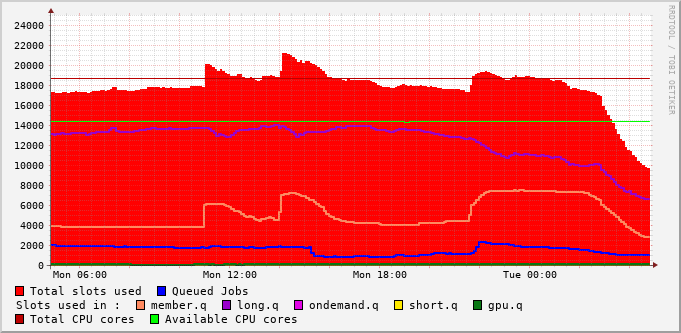 RRDTOOL / TOBI OETIKER
24000
22000
20000
18000
16000
14000
12000
10000
8000
6000
4000
2000
0
Mon 06:00 Mon 12:00 Mon 18:00 Tue 00:00
Total slots used Queued Jobs
Slots used in : member.q long.q ondemand.q short.q gpu.q
Total CPU cores Available CPU cores